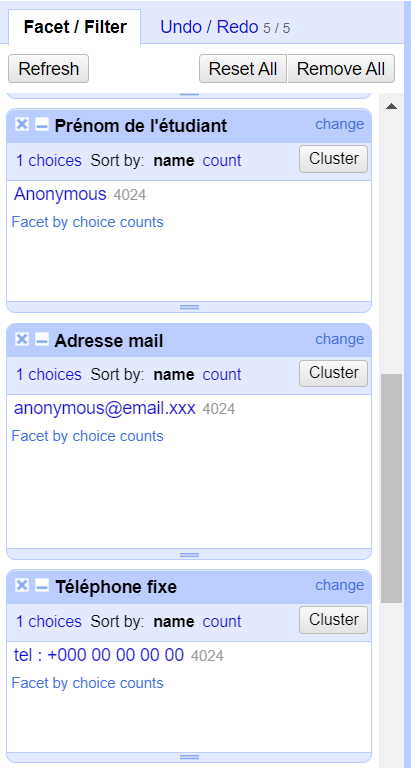 Facet / Filter Undo / Redo 5 / 5
Refresh Reset All Remove All
Prénom de l'étudiant change
1 choices Sort by: name count Cluster
Anonymous 4024
Facet by choice counts
Adresse mail change
1 choices Sort by: name count Cluster
anonymous@email.xxx 4024
Facet by choice counts
Téléphone fixe change
1 choices Sort by: name count Cluster
tel : +000 00 00 00 00 4024
Facet by choice counts